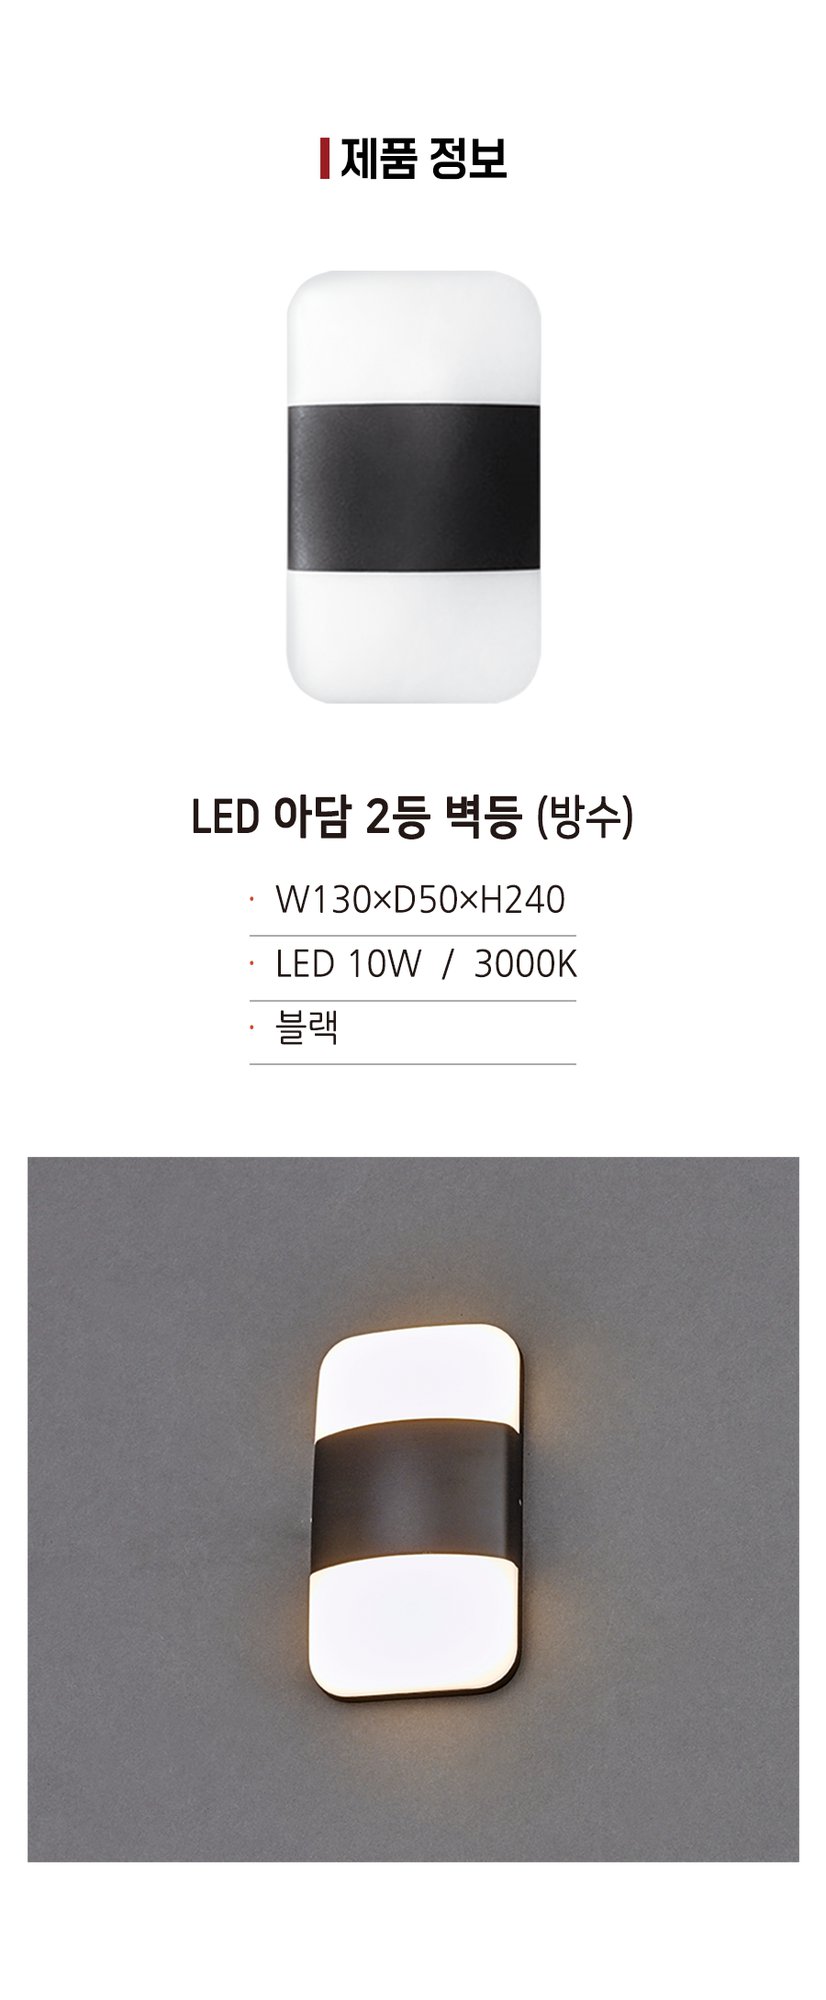 제품 정보
LED 아담 2등 벽등 (방수)
· W130×D50×H240
· LED 10W / 3000K
· 블랙